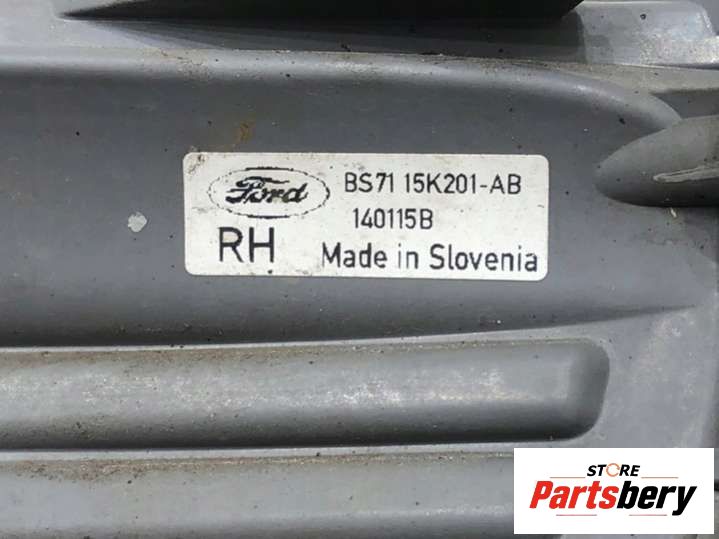 Ford
BS71 15K201-AB
140115B
RH
Made in Slovenia
STORE
Partsbery